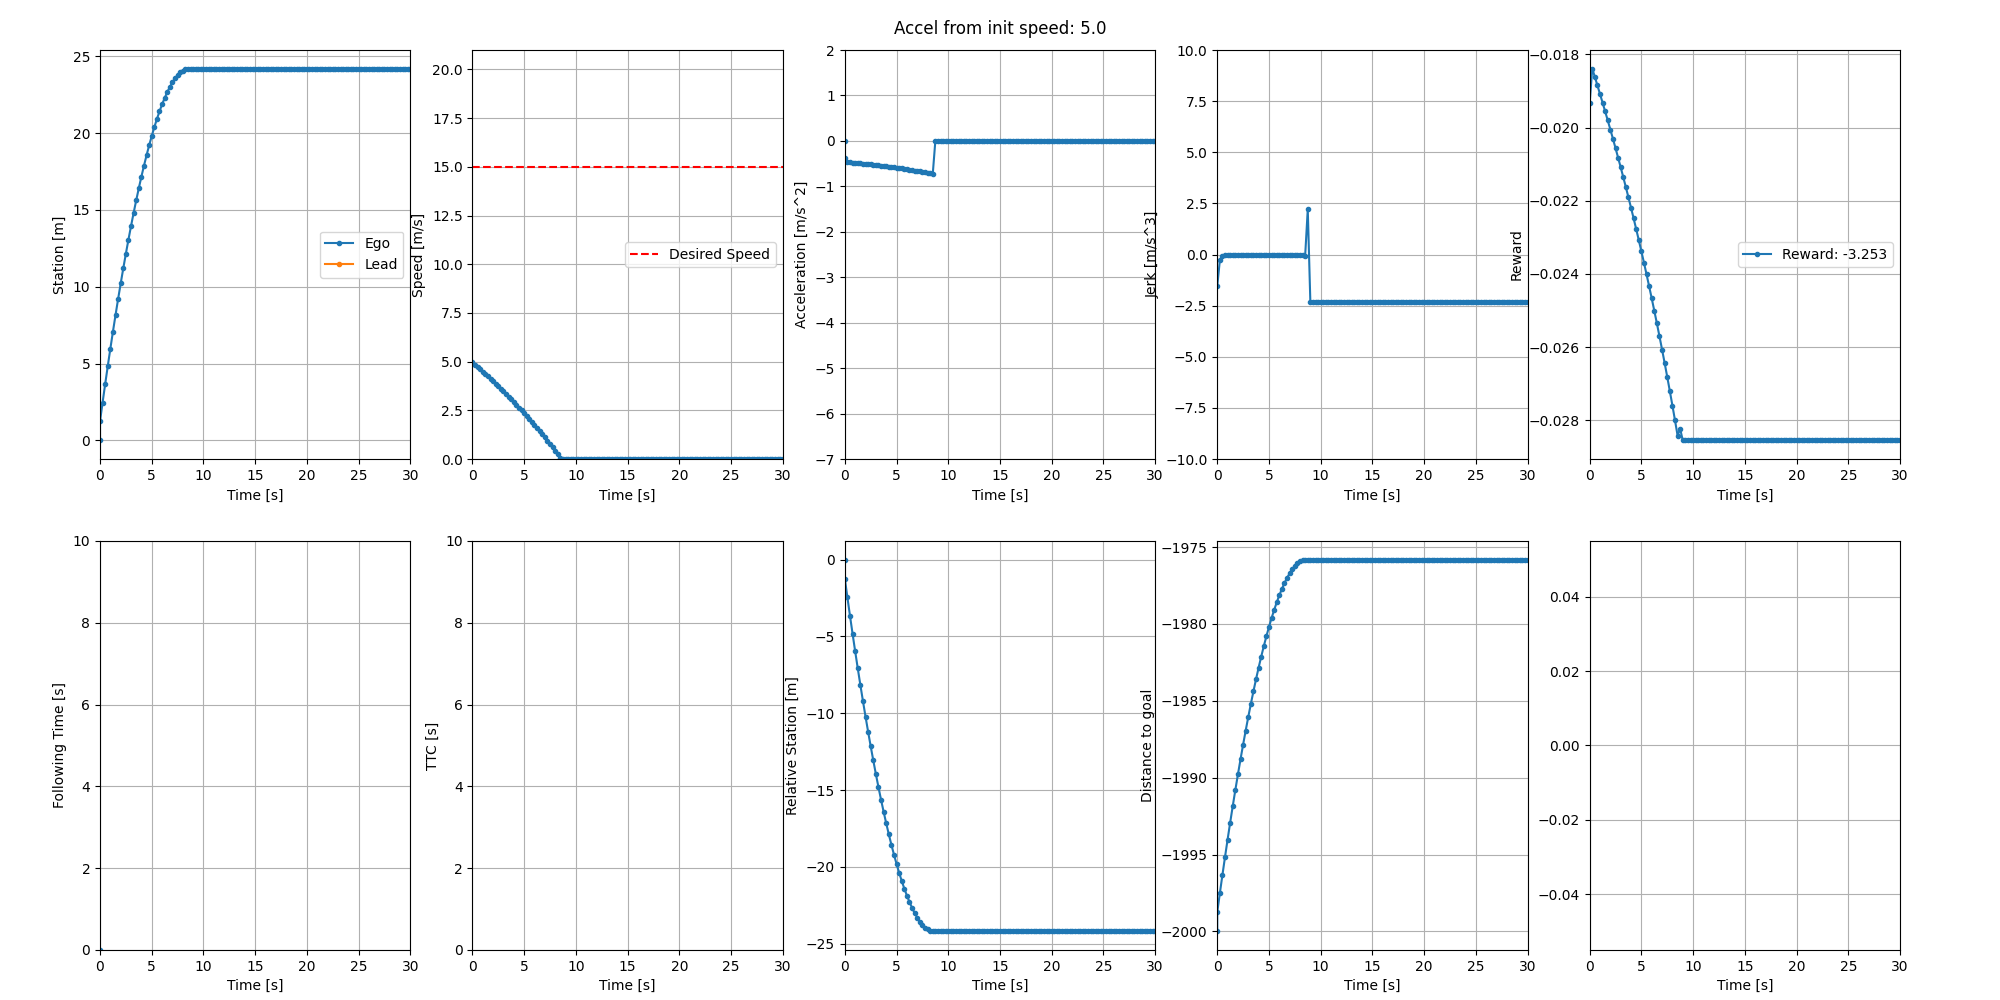 Accel from init speed: 5.0
Station [m]
25
20
15
10
5
0
0 5 10 15 20 25 30
Time [s]
Ego
Lead
Speed [m/s]
20.0
17.5
15.0
12.5
10.0
7.5
5.0
2.5
0.0
0 5 10 15 20 25 30
Time [s]
Desired Speed
Acceleration [m/s^2]
2
1
0
−1
−2
−3
−4
−5
−6
−7
0 5 10 15 20 25 30
Time [s]
Jerk [m/s^3]
10.0
7.5
5.0
2.5
0.0
−2.5
−5.0
−7.5
−10.0
0 5 10 15 20 25 30
Time [s]
Reward
−0.018
−0.020
−0.022
−0.024
−0.026
−0.028
0 5 10 15 20 25 30
Time [s]
Reward: -3.253
Following Time [s]
10
8
6
4
2
0
0 5 10 15 20 25 30
Time [s]
TTC [s]
10
8
6
4
2
0
0 5 10 15 20 25 30
Time [s]
Relative Station [m]
0
−5
−10
−15
−20
−25
0 5 10 15 20 25 30
Time [s]
Distance to goal
−1975
−1980
−1985
−1990
−1995
−2000
0 5 10 15 20 25 30
Time [s]
0.04
0.02
0.00
−0.02
−0.04
0 5 10 15 20 25 30
Time [s]